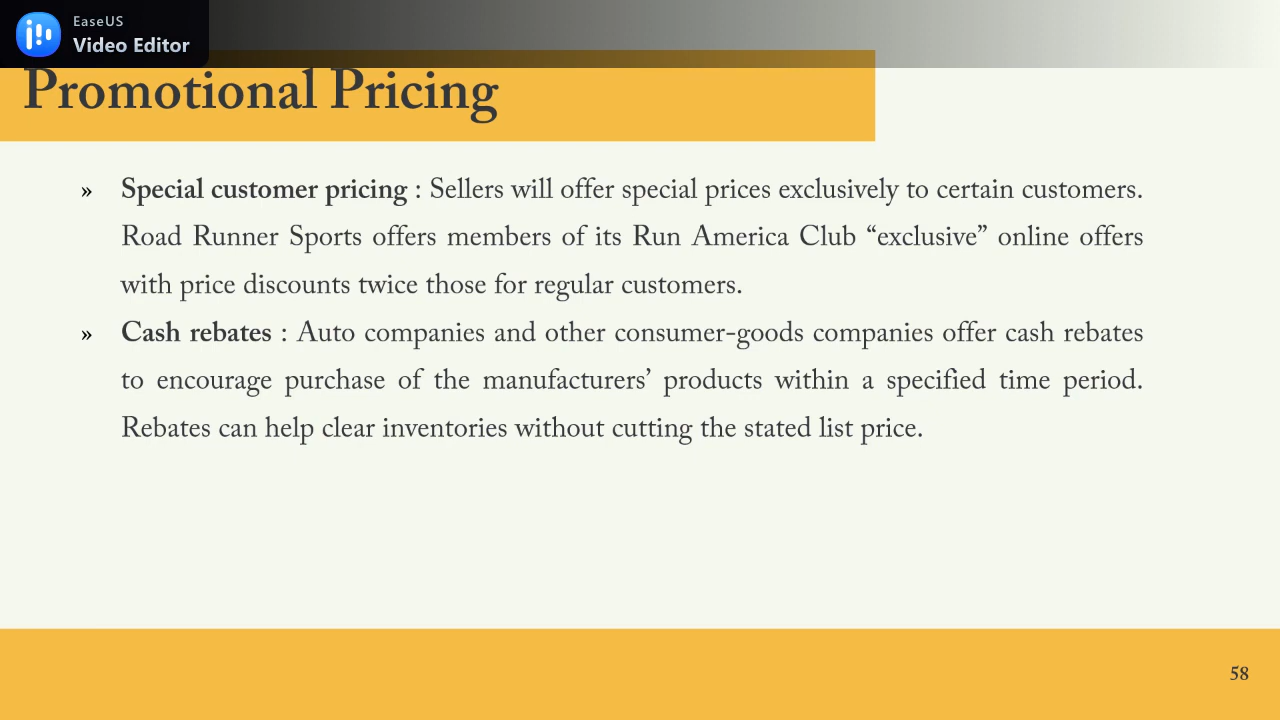 EaseUS
Video Editor
Promotional Pricing
» Special customer pricing : Sellers will offer special prices exclusively to certain customers.
Road Runner Sports offers members of its Run America Club “exclusive” online offers
with price discounts twice those for regular customers.
» Cash rebates : Auto companies and other consumer-goods companies offer cash rebates
to encourage purchase of the manufacturers’ products within a specified time period.
Rebates can help clear inventories without cutting the stated list price.
58